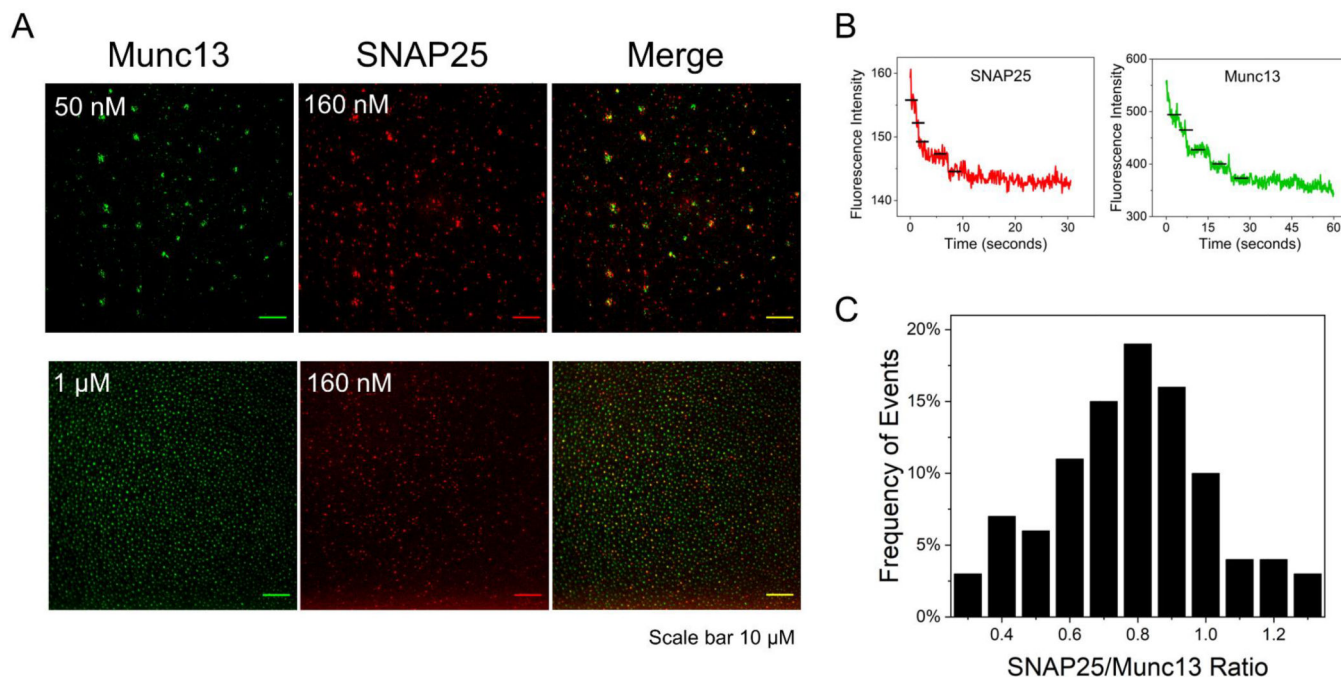 A
Munc13
SNAP25
Merge
50 nM
160 nM
1 µM
160 nM
Scale bar 10 µM
B
Fluorescence Intensity
160
150
140
SNAP25
0
10
20
30
Time (seconds)
Fluorescence Intensity
600
500
400
300
Munc13
0
15
30
45
60
Time (seconds)
C
Frequency of Events
20%
15%
10%
5%
0%
0.4
0.6
0.8
1.0
1.2
SNAP25/Munc13 Ratio